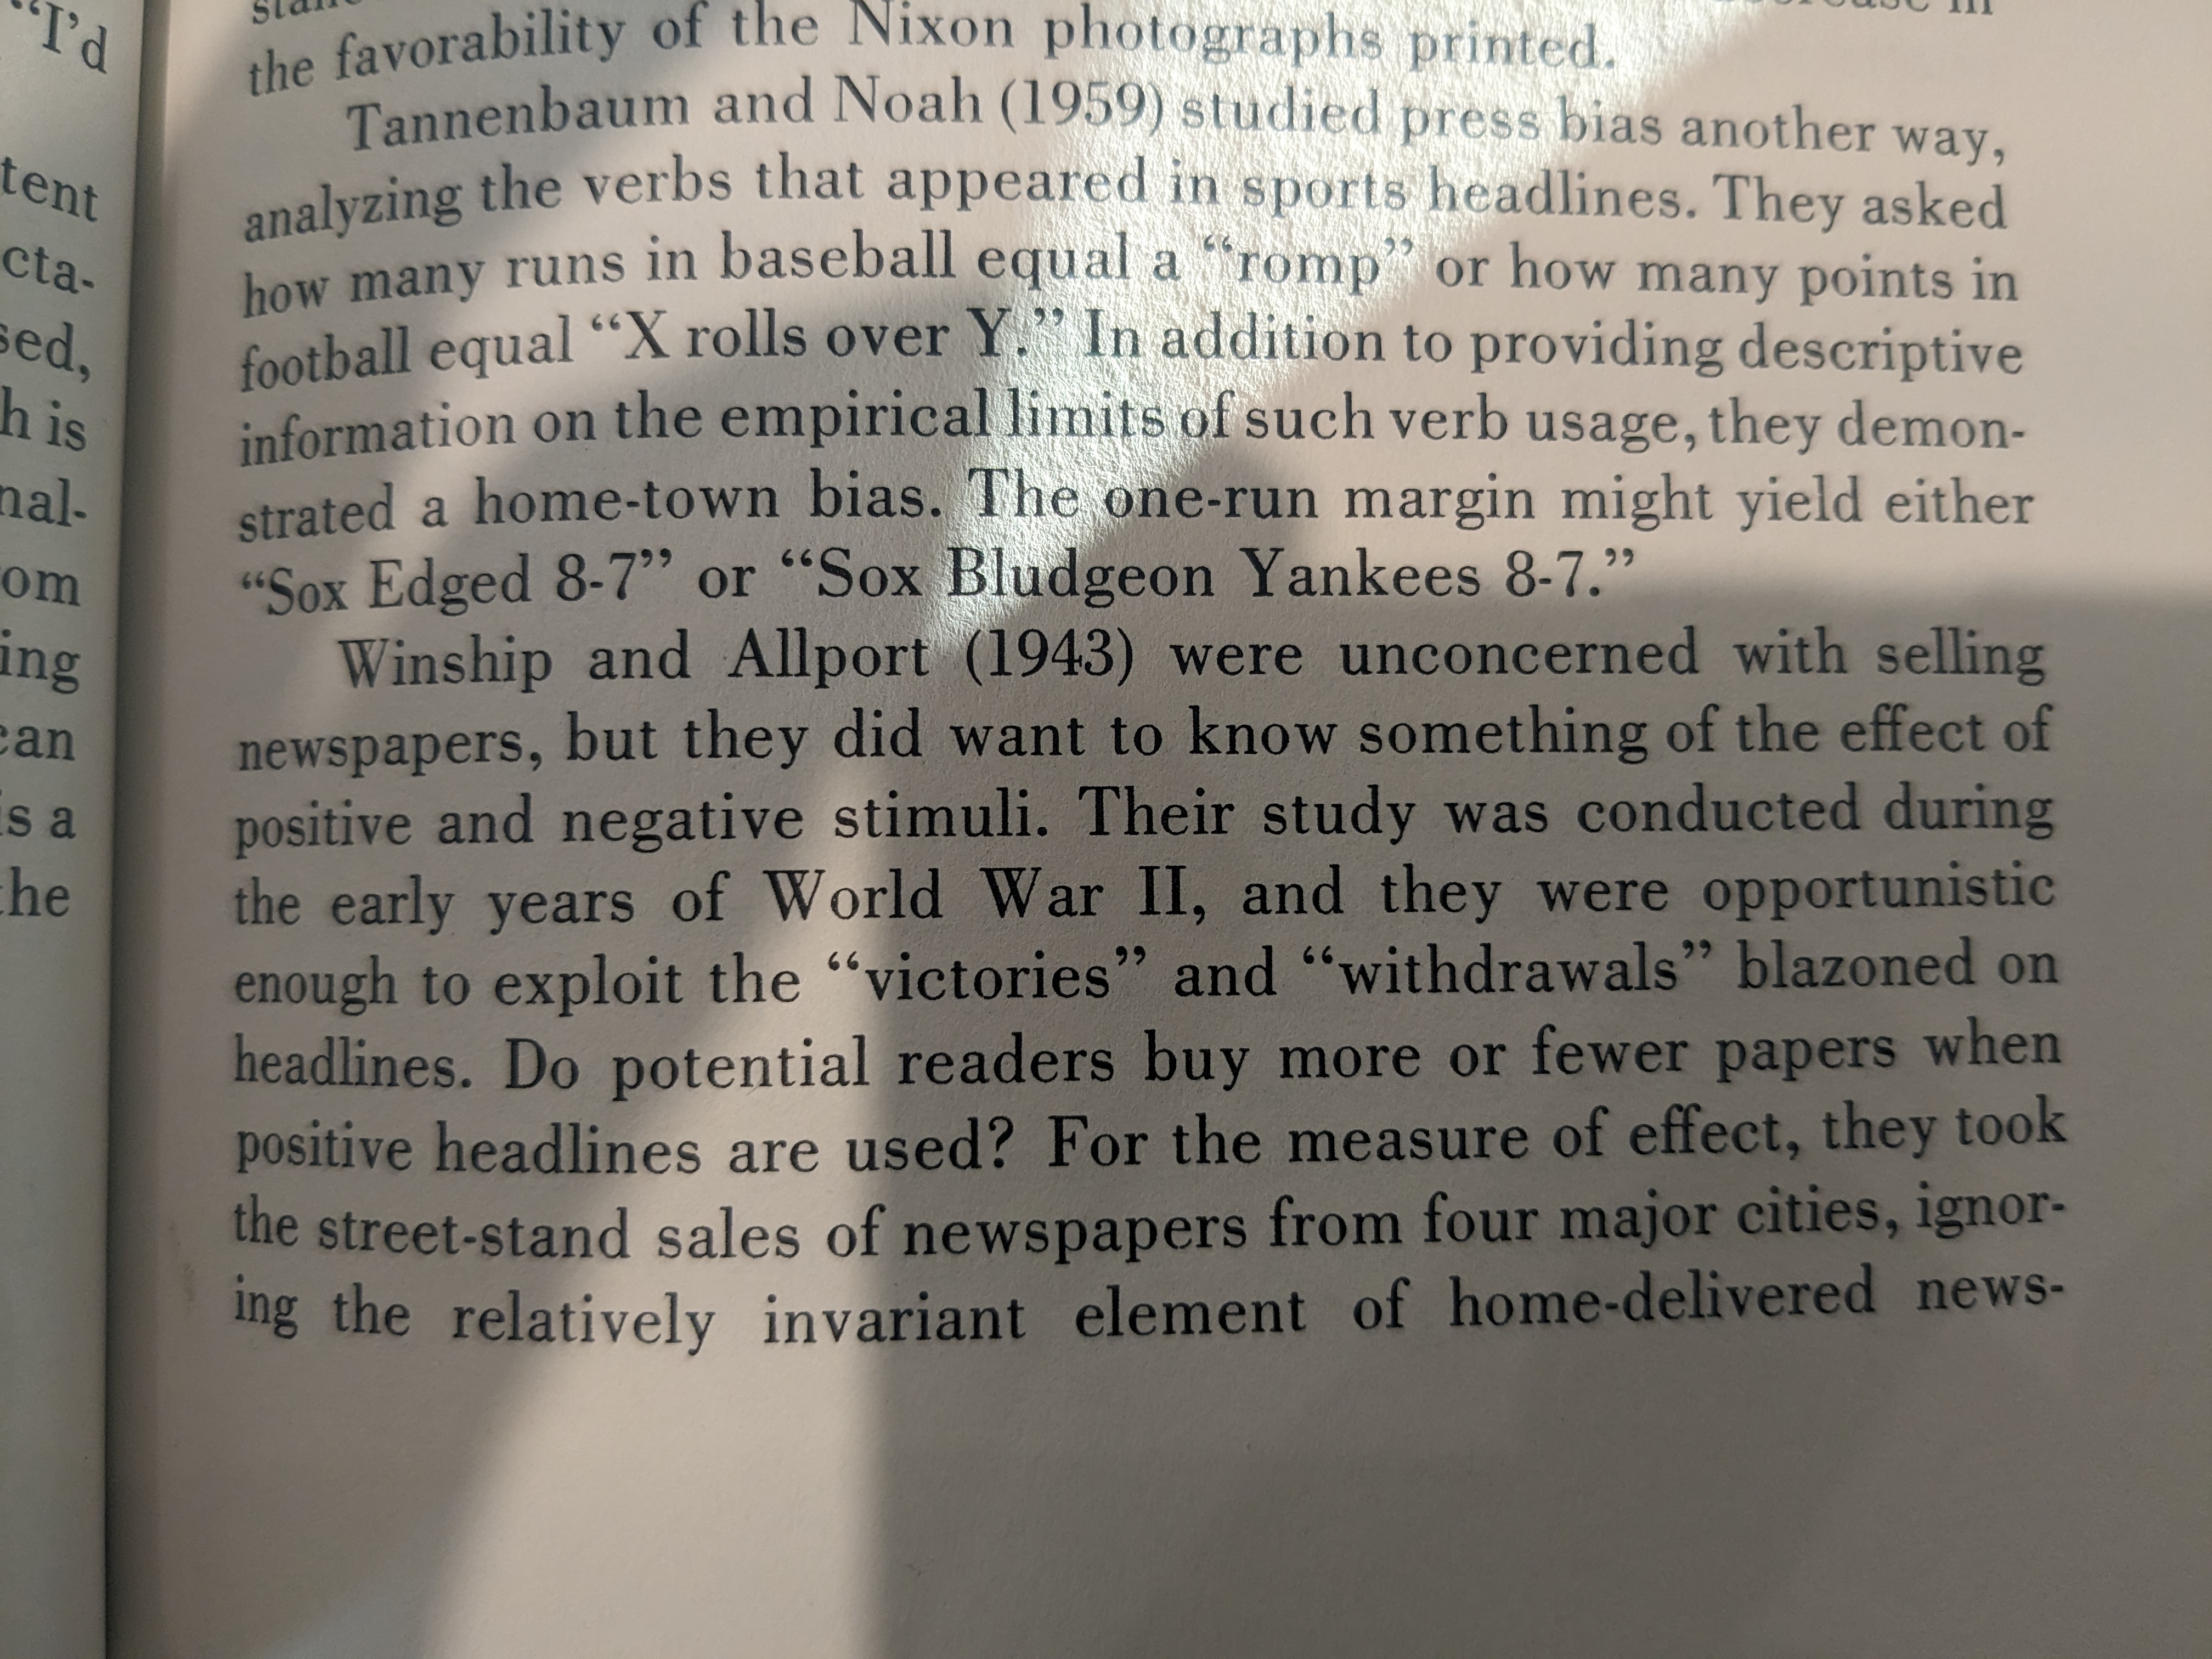 "I'd
tent
cta-
sed,
h is
nal-
om
ing
can
is a
the
the favorability of the Nixon photographs printed.
Tannenbaum and Noah (1959) studied press bias another way,
analyzing the verbs that appeared in sports headlines. They asked
how many runs in baseball equal a "romp" or how many points in
football equal "X rolls over Y." In addition to providing descriptive
information on the empirical limits of such verb usage, they demon-
strated a home-town bias. The one-run margin might yield either
"Sox Edged 8-7" or "Sox Bludgeon Yankees 8-7."
Winship and Allport (1943) were unconcerned with selling
newspapers, but they did want to know something of the effect of
positive and negative stimuli. Their study was conducted during
the early years of World War II, and they were opportunistic
enough to exploit the "victories" and "withdrawals" blazoned on
headlines. Do potential readers buy more or fewer papers when
positive headlines are used? For the measure of effect, they took
the street-stand sales of newspapers from four major cities, ignor-
ing the relatively invariant element of home-delivered news-